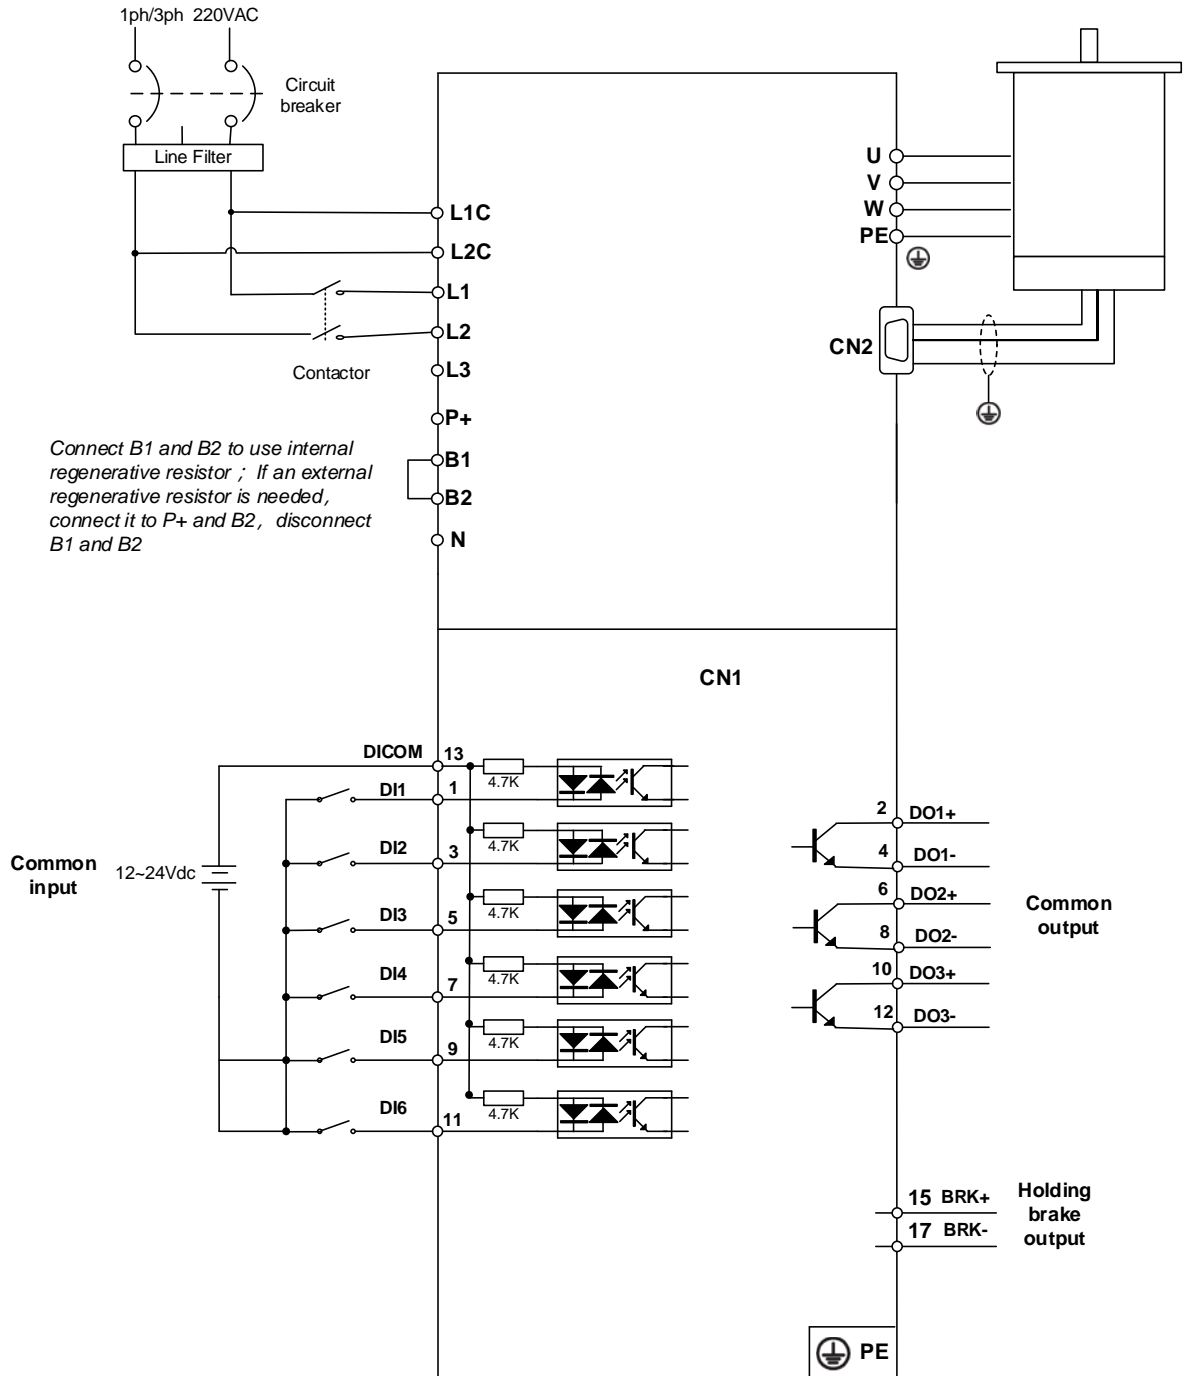 1ph/3ph 220VAC
Circuit
breaker
Line Filter
L1C
L2C
L1
L2
Contactor
L3
P+
B1
B2
N
Connect B1 and B2 to use internal
regenerative resistor ; If an external
regenerative resistor is needed,
connect it to P+ and B2, disconnect
B1 and B2
U
V
W
PE
CN2
CN1
DICOM 13
4.7K
DI1 1
DI2 3
4.7K
DI3 5
4.7K
DI4 7
4.7K
DI5 9
4.7K
DI6 11
4.7K
Common
input
12~24Vdc
2 DO1+
4 DO1-
6 DO2+
8 DO2-
10 DO3+
12 DO3-
Common
output
15 BRK+
17 BRK-
Holding
brake
output
PE